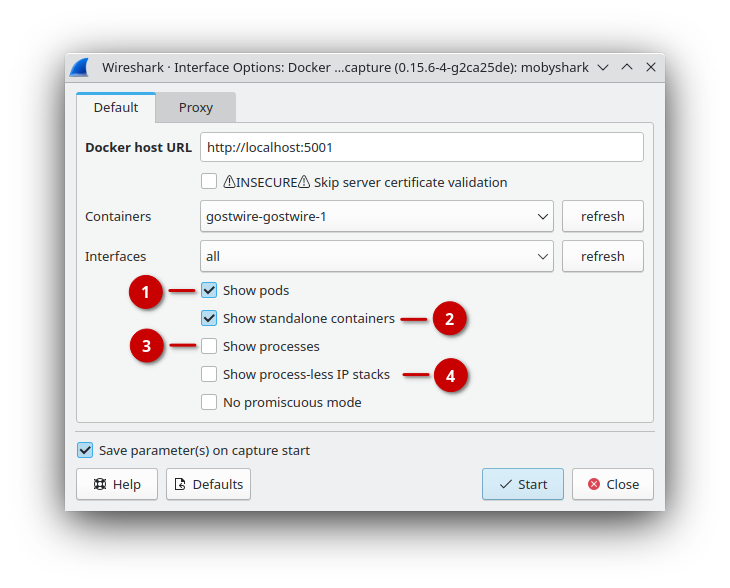 Wireshark · Interface Options: Docker ...capture (0.15.6-4-g2ca25de): mobyshark
Default Proxy
Docker host URL http://localhost:5001
⚠INSECURE⚠ Skip server certificate validation
Containers gostwire-gostwire-1 refresh
Interfaces all refresh
1 Show pods
Show standalone containers 2
3 Show processes
Show process-less IP stacks 4
No promiscuous mode
Save parameter(s) on capture start
Help Defaults Start Close